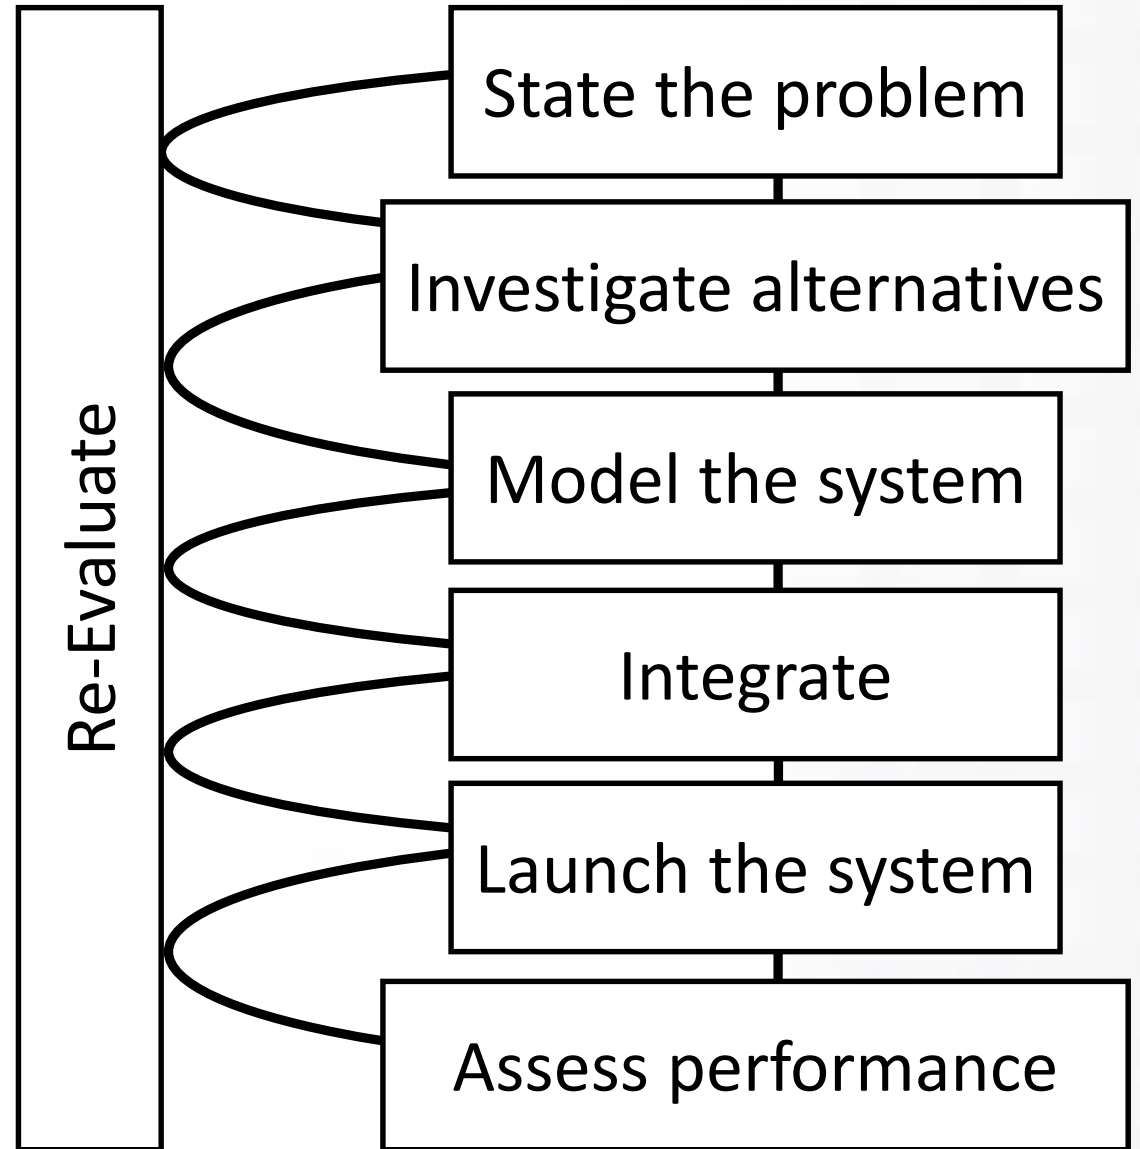 Re-Evaluate
State the problem
Investigate alternatives
Model the system
Integrate
Launch the system
Assess performance